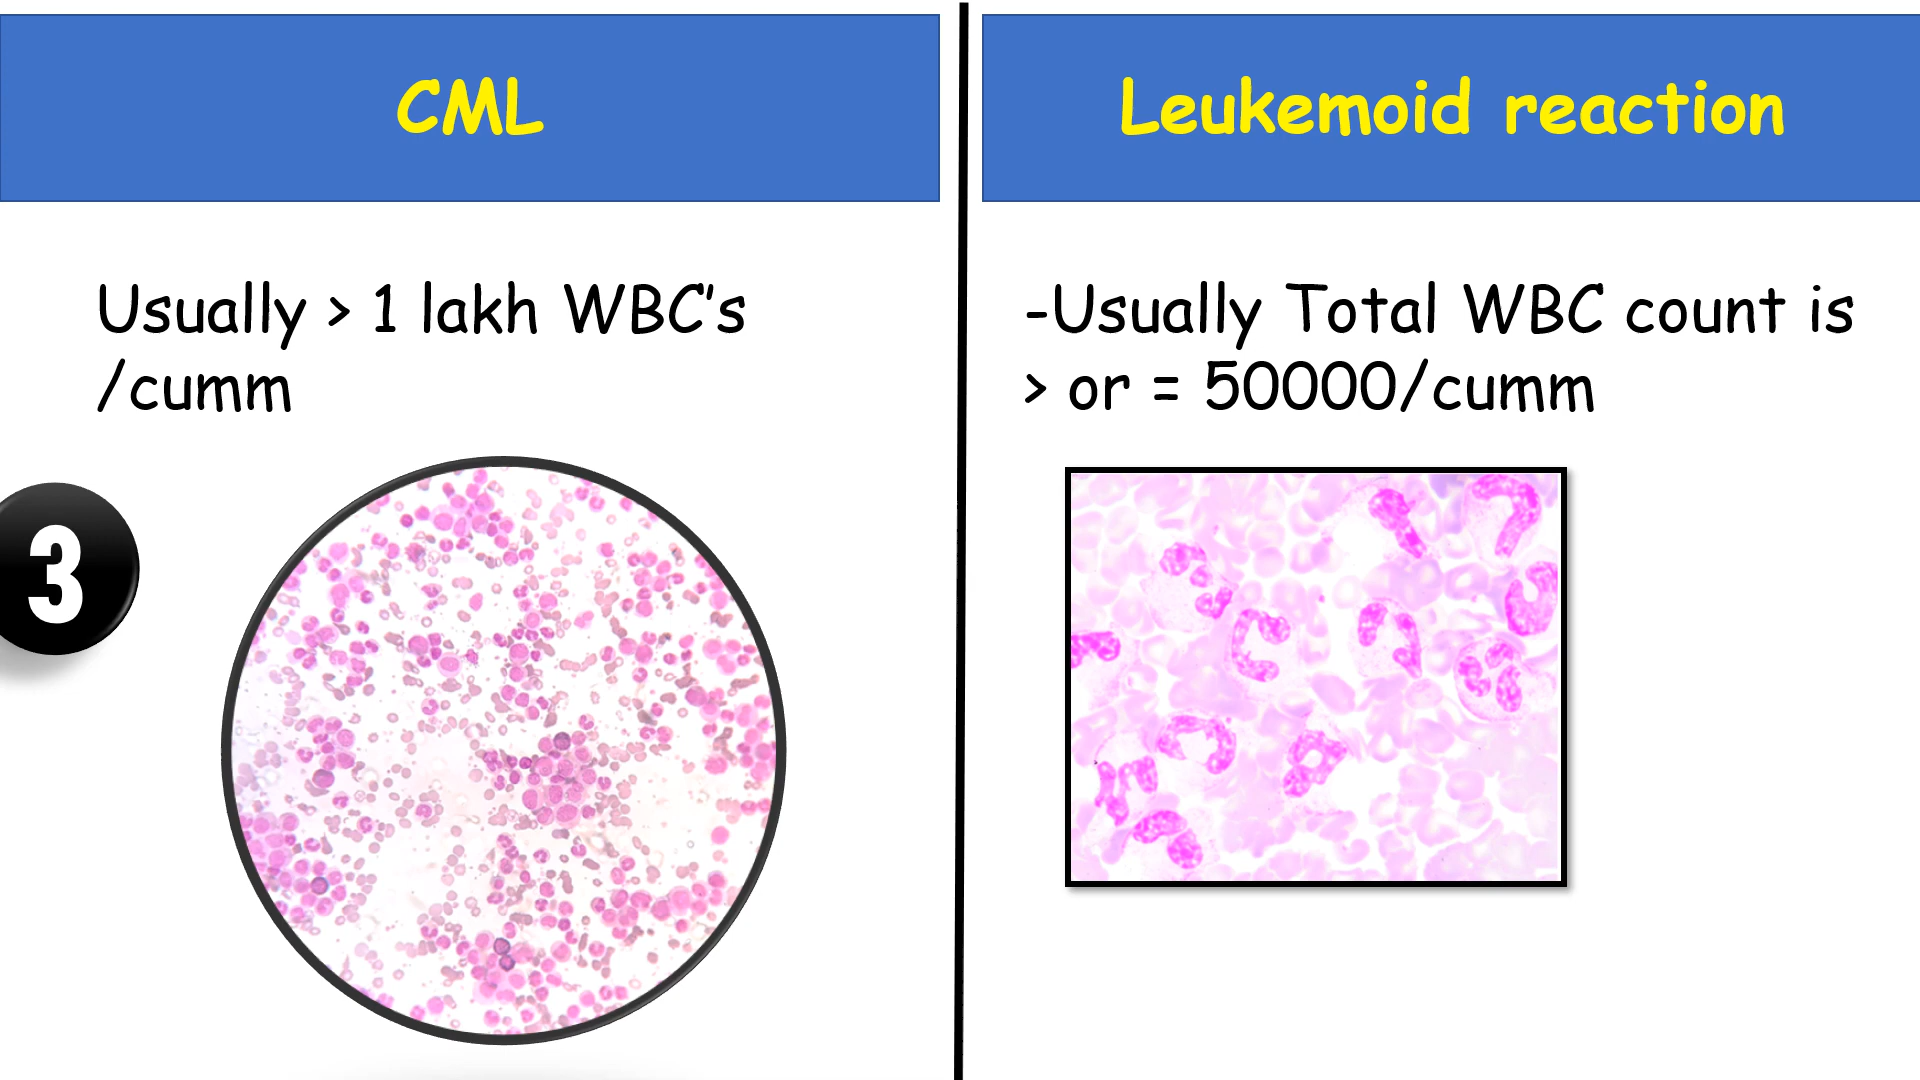 CML
Usually > 1 lakh WBC’s
/cumm
3
Leukemoid reaction
-Usually Total WBC count is
> or = 50000/cumm